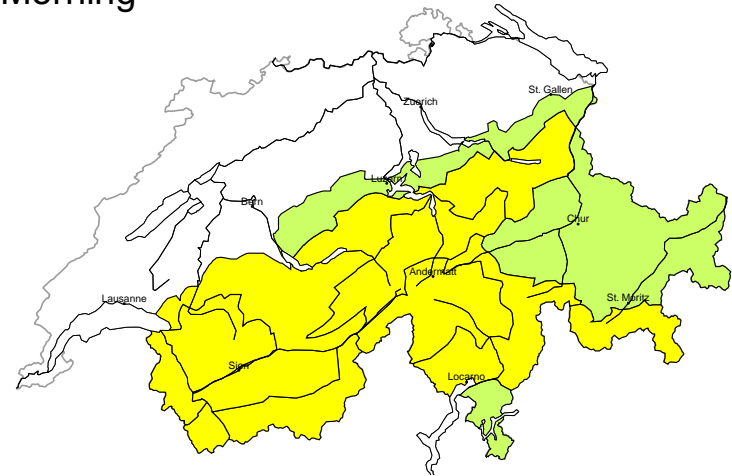 Morning
St. Gallen
Zuerich
Luzern
Bern
Chur
Andermatt
Lausanne
St. Moritz
Sion
Locarno